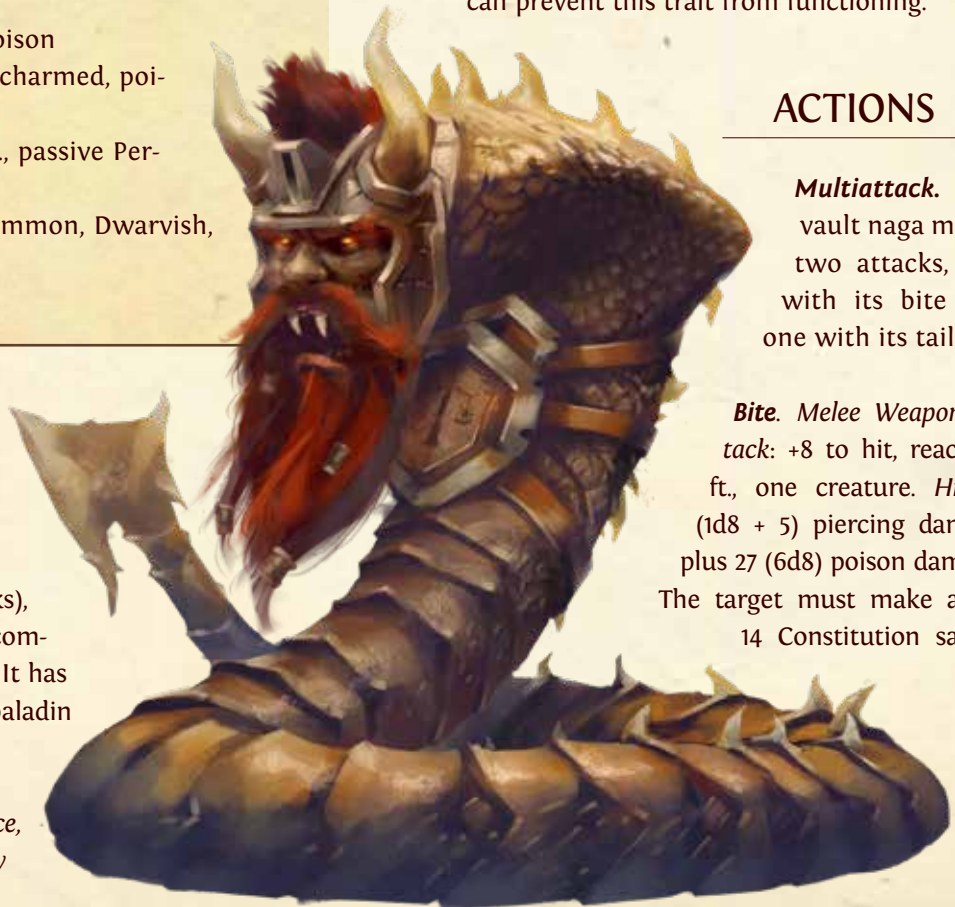 oison
charmed, poi-
., passive Per-
mmon, Dwarvish,
ks),
com-
It has
paladin
ce,
y
can prevent this trait from functioning.
ACTIONS
Multiattack.
vault naga m
two attacks,
with its bite
one with its tail
Bite. Melee Weapon
tack: +8 to hit, reac
ft., one creature. Hi
(1d8 + 5) piercing dam
plus 27 (6d8) poison dam
The target must make a
14 Constitution sa